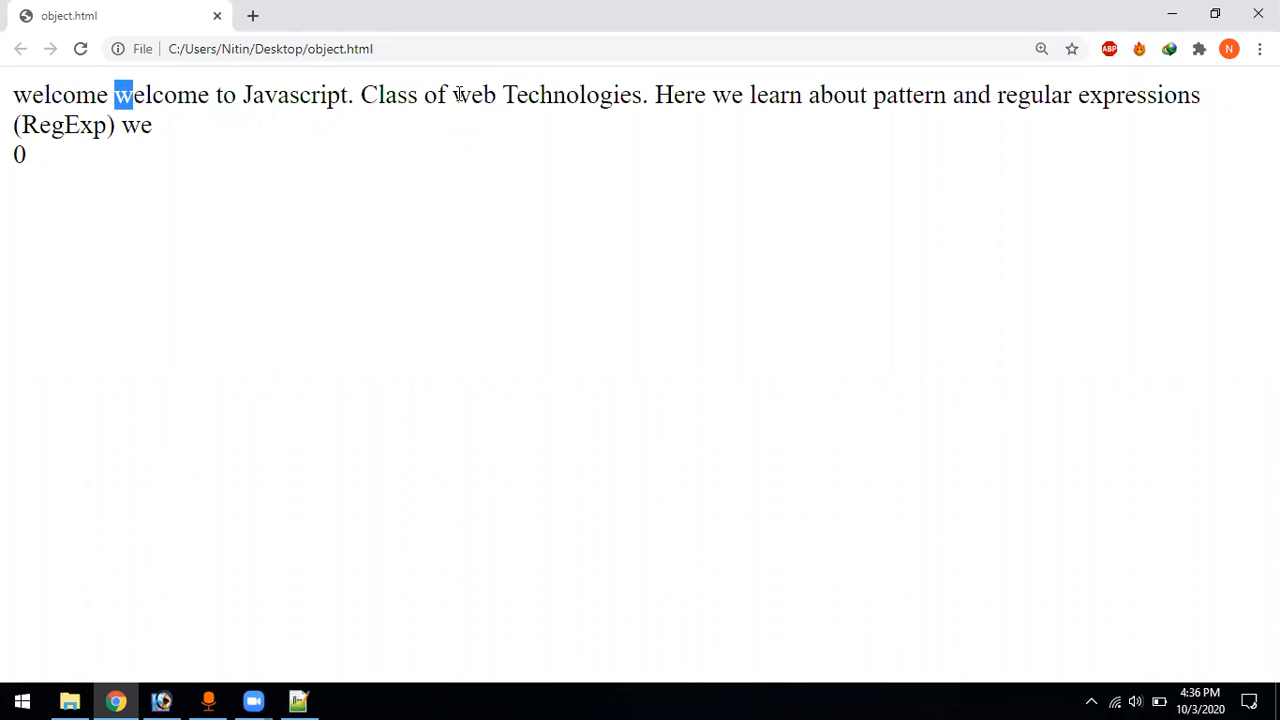 object.html
File
C:/Users/Nitin/Desktop/object.html
ABP
N
welcome welcome to Javascript. Class of web Technologies. Here we learn about pattern and regular expressions
(RegExp) we
0
4:36 PM
10/3/2020